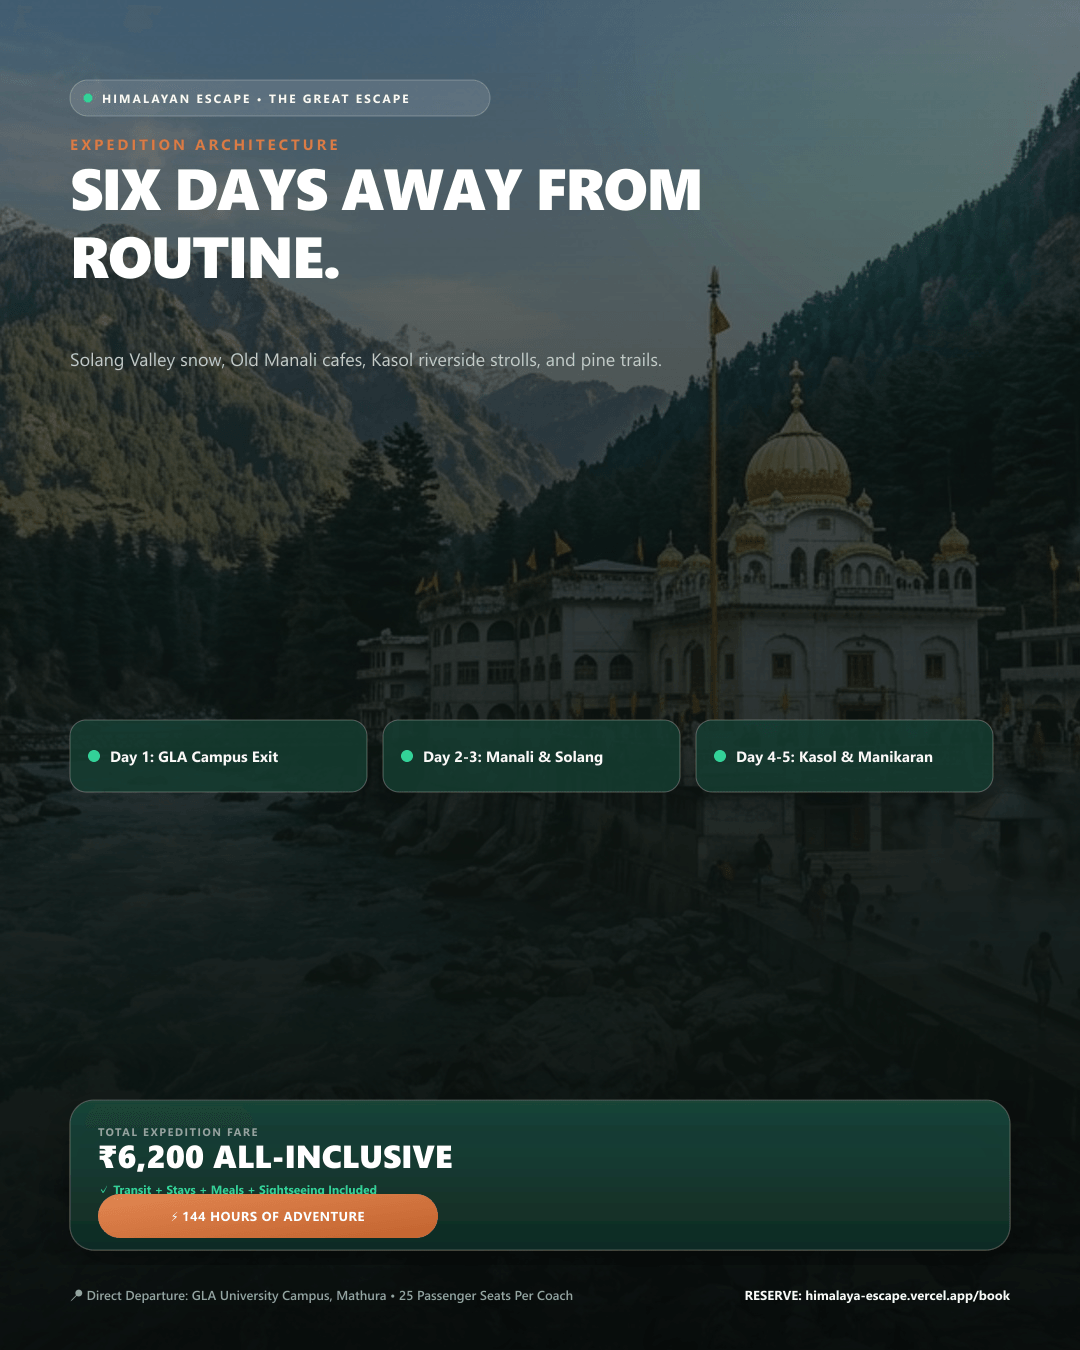 HIMALAYAN ESCAPE • THE GREAT ESCAPE
EXPEDITION ARCHITECTURE
SIX DAYS AWAY FROM
ROUTINE.
Solang Valley snow, Old Manali cafes, Kasol riverside strolls, and pine trails.
Day 1: GLA Campus Exit
Day 2-3: Manali & Solang
Day 4-5: Kasol & Manikaran
TOTAL EXPEDITION FARE
₹6,200 ALL-INCLUSIVE
✓ Transit + Stays + Meals + Sightseeing Included
⚡ 144 HOURS OF ADVENTURE
📍 Direct Departure: GLA University Campus, Mathura • 25 Passenger Seats Per Coach
RESERVE: himalaya-escape.vercel.app/book